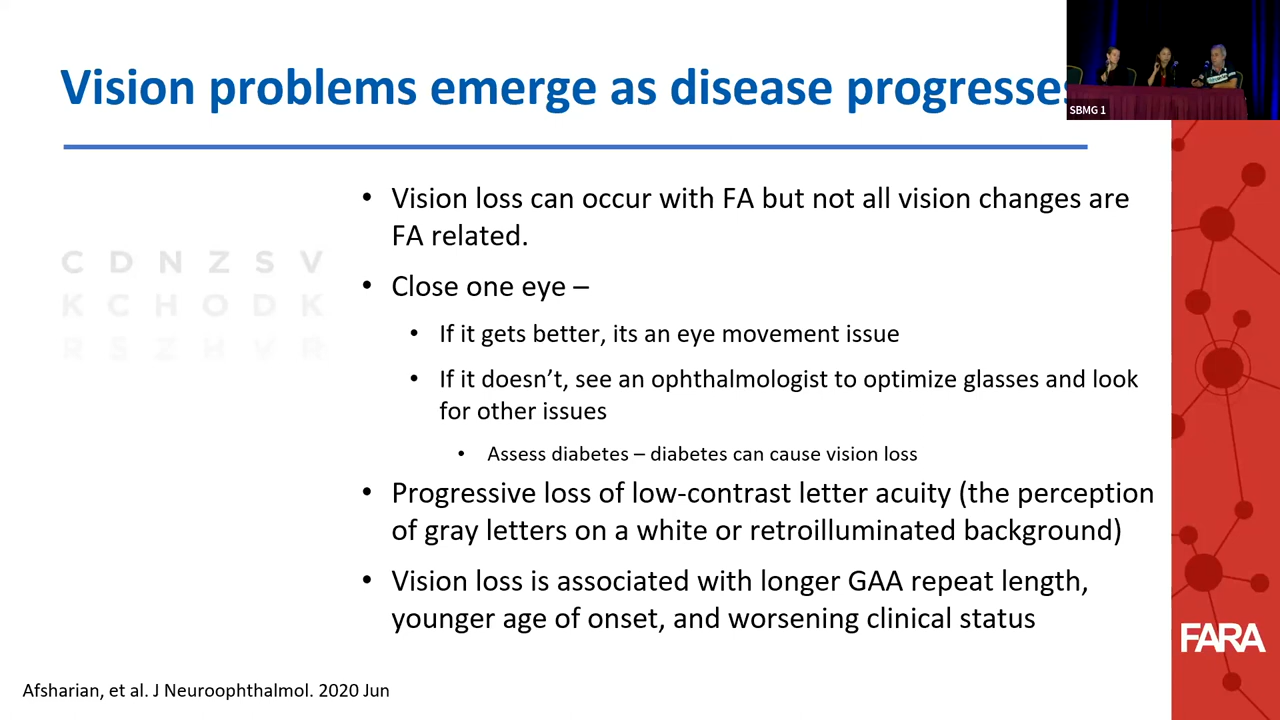 Vision problems emerge as disease progresses
SBMG 1
• Vision loss can occur with FA but not all vision changes are
FA related.
• Close one eye –
• If it gets better, its an eye movement issue
• If it doesn’t, see an ophthalmologist to optimize glasses and look
for other issues
• Assess diabetes – diabetes can cause vision loss
• Progressive loss of low-contrast letter acuity (the perception
of gray letters on a white or retroilluminated background)
• Vision loss is associated with longer GAA repeat length,
younger age of onset, and worsening clinical status
C D N Z S V
K C H O D K
R S Z H V R
FARA
Afsharian, et al. J Neuroophthalmol. 2020 Jun